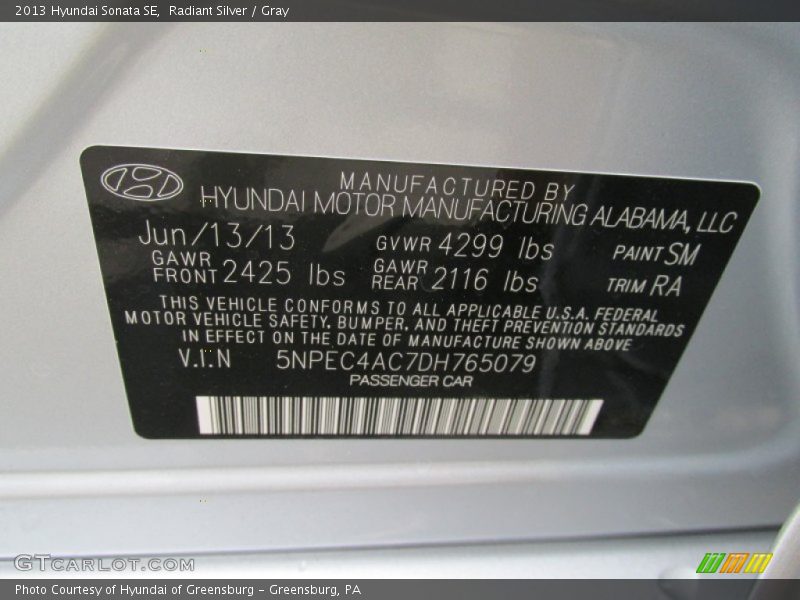 2013 Hyundai Sonata SE, Radiant Silver / Gray
MANUFACTURED BY
HYUNDAI MOTOR MANUFACTURING ALABAMA, LLC
Jun/13/13 GVWR 4299 lbs PAINT SM
GAWR FRONT 2425 lbs GAWR REAR 2116 lbs TRIM RA
THIS VEHICLE CONFORMS TO ALL APPLICABLE U.S.A. FEDERAL
MOTOR VEHICLE SAFETY, BUMPER, AND THEFT PREVENTION STANDARDS
IN EFFECT ON THE DATE OF MANUFACTURE SHOWN ABOVE
V.I.N 5NPEC4AC7DH765079
PASSENGER CAR
GTCARLOT.COM
Photo Courtesy of Hyundai of Greensburg - Greensburg, PA